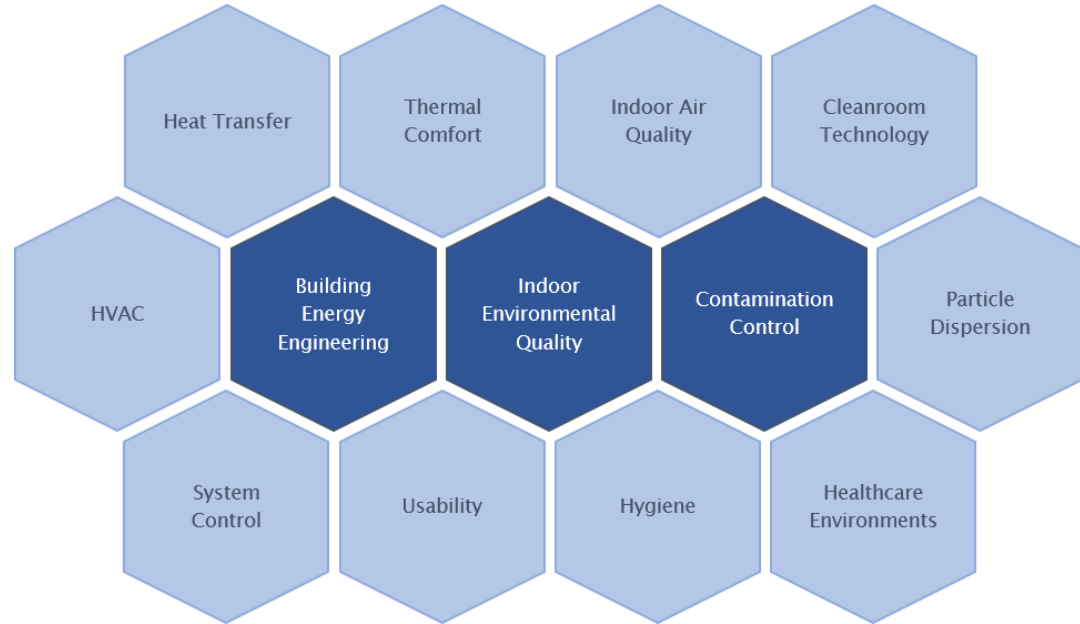 Heat Transfer
Thermal
Comfort
Indoor Air
Quality
Cleanroom
Technology
HVAC
Building
Energy
Engineering
Indoor
Environmental
Quality
Contamination
Control
Particle
Dispersion
System
Control
Usability
Hygiene
Healthcare
Environments